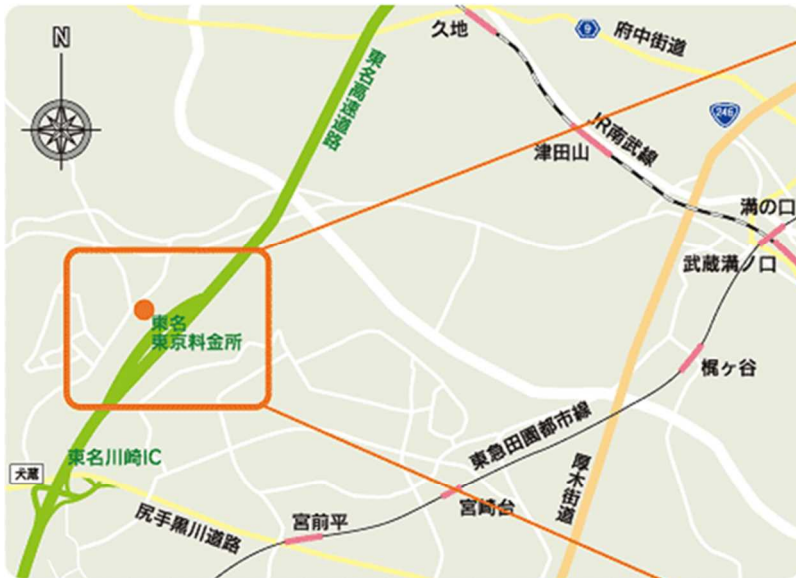 N
久地
9
府中街道
東名高速道路
246
JR南武線
津田山
溝の口
武蔵溝ノ口
東名
東京料金所
梶ヶ谷
東急田園都市線
東名川崎IC
犬蔵
宮崎台
厚木街道
宮前平
尻手黒川道路